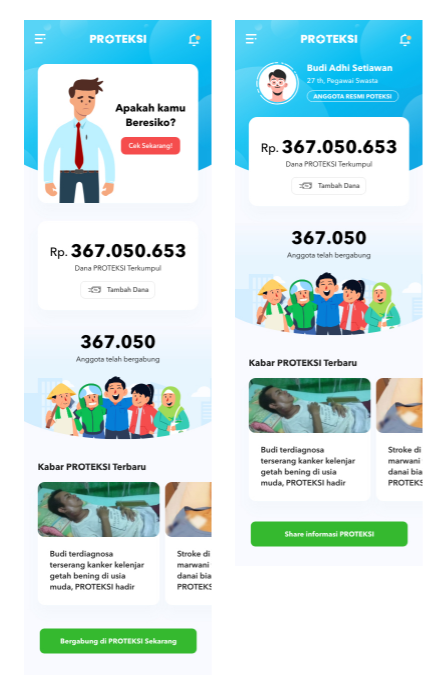 PROTEKSI
Apakah kamu
Beresiko?
Cek Sekarang!
Rp. 367.050.653
Dana PROTEKSI Terkumpul
Tambah Dana
367.050
Anggota telah bergabung
Kabar PROTEKSI Terbaru
Budi terdiagnosa
terserang kanker kelenjar
getah bening di usia
muda, PROTEKSI hadir
Stroke di
marwani
danai bia
PROTEKS
Bergabung di PROTEKSI Sekarang
PROTEKSI
Budi Adhi Setiawan
27 th, Pegawai Swasta
ANGGOTA RESMI POTEKSI
Rp. 367.050.653
Dana PROTEKSI Terkumpul
Tambah Dana
367.050
Anggota telah bergabung
Kabar PROTEKSI Terbaru
Budi terdiagnosa
terserang kanker kelenjar
getah bening di usia
muda, PROTEKSI hadir
Stroke di
marwani
danai bia
PROTEKS
Share informasi PROTEKSI